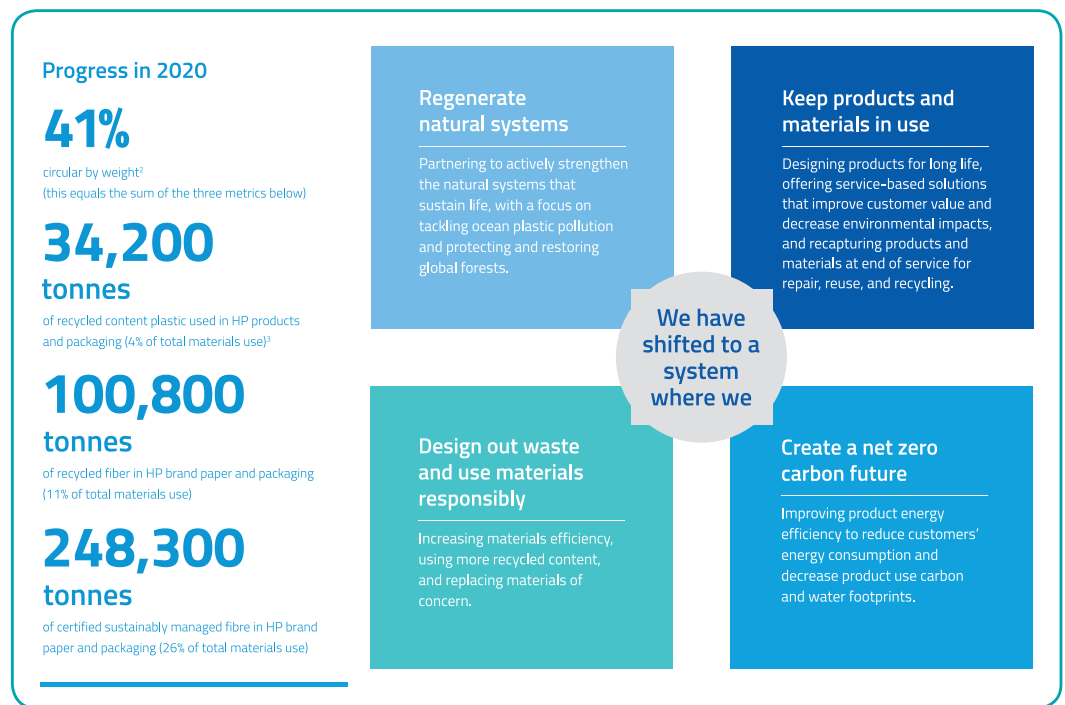 Progress in 2020
41%
circular by weight²
(this equals the sum of the three metrics below)
34,200
tonnes
of recycled content plastic used in HP products
and packaging (4% of total materials use)³
100,800
tonnes
of recycled fiber in HP brand paper and packaging
(11% of total materials use)
248,300
tonnes
of certified sustainably managed fibre in HP brand
paper and packaging (26% of total materials use)
Regenerate
natural systems
Partnering to actively strengthen
the natural systems that
sustain life, with a focus on
tackling ocean plastic pollution
and protecting and restoring
global forests.
Keep products and
materials in use
Designing products for long life,
offering service-based solutions
that improve customer value and
decrease environmental impacts,
and recapturing products and
materials at end of service for
repair, reuse, and recycling.
We have
shifted to a
system
where we
Design out waste
and use materials
responsibly
Increasing materials efficiency,
using more recycled content,
and replacing materials of
concern.
Create a net zero
carbon future
Improving product energy
efficiency to reduce customers’
energy consumption and
decrease product use carbon
and water footprints.